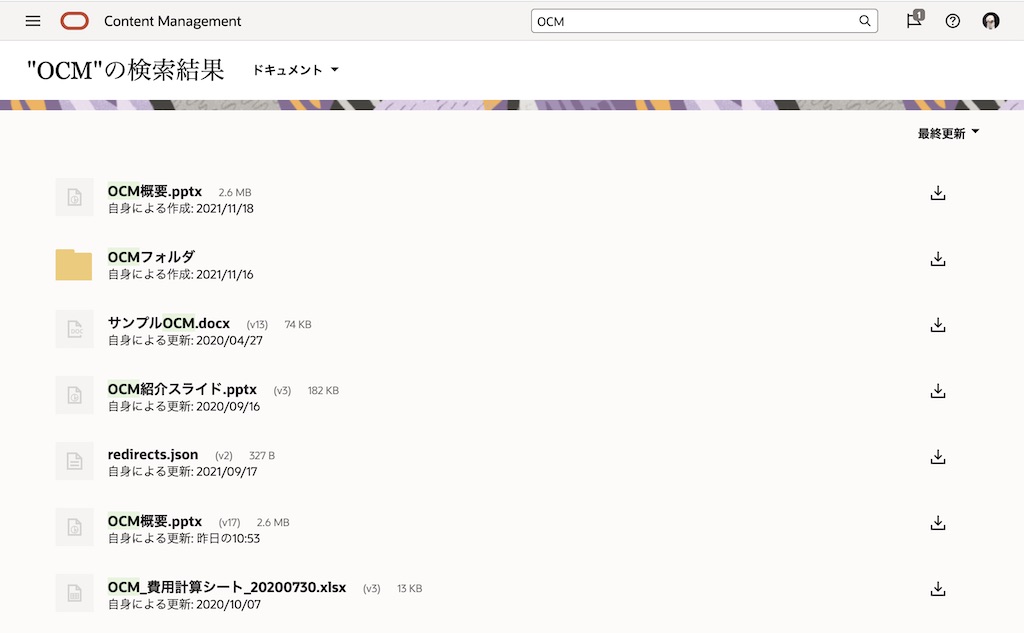 Content Management
OCM
1
"OCM"の検索結果
ドキュメント
最終更新
OCM概要.pptx 2.6 MB
自身による作成: 2021/11/18
OCMフォルダ
自身による作成: 2021/11/16
サンプルOCM.docx (v13) 74 KB
自身による更新: 2020/04/27
OCM紹介スライド.pptx (v3) 182 KB
自身による更新: 2020/09/16
redirects.json (v2) 327 B
自身による更新: 2021/09/17
OCM概要.pptx (v17) 2.6 MB
自身による更新: 昨日の10:53
OCM_費用計算シート_20200730.xlsx (v3) 13 KB
自身による更新: 2020/10/07